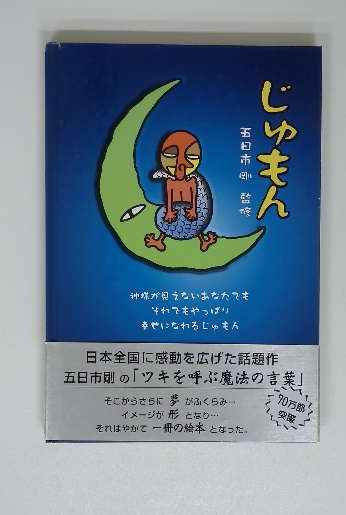 じゅもん
五日市 剛 監修
神様が見えないあなたでも
それでもやっぱり
幸せになれるじゅもん
日本全国に感動を広げた話題作
五日市剛の「ツキを呼ぶ魔法の言葉」
そこからさらに 夢 がふくらみ…
イメージが 形 となり…
それはやがて 一冊の絵本 となった。
70万部
突破